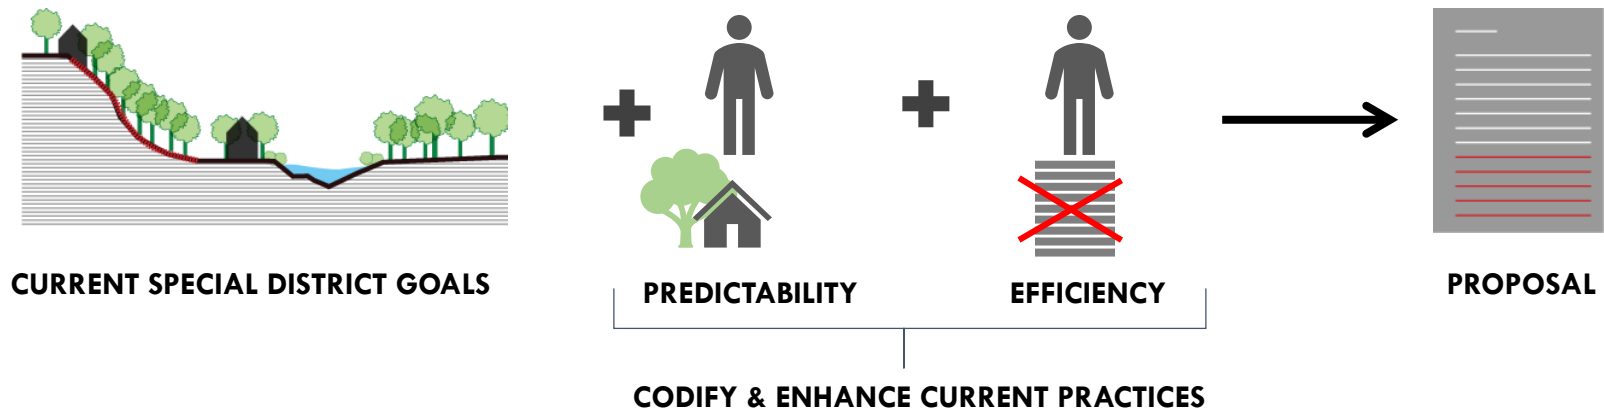 CURRENT SPECIAL DISTRICT GOALS
PREDICTABILITY
EFFICIENCY
PROPOSAL
CODIFY & ENHANCE CURRENT PRACTICES